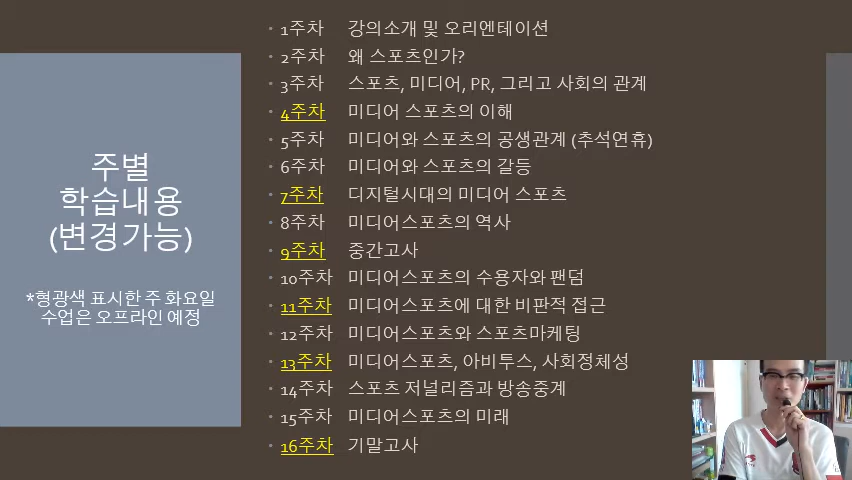 주별
학습내용
(변경가능)
*형광색 표시한 주 화요일
수업은 오프라인 예정
1주차 강의소개 및 오리엔테이션
2주차 왜 스포츠인가?
3주차 스포츠, 미디어, PR, 그리고 사회의 관계
4주차 미디어 스포츠의 이해
5주차 미디어와 스포츠의 공생관계 (추석연휴)
6주차 미디어와 스포츠의 갈등
7주차 디지털시대의 미디어 스포츠
8주차 미디어스포츠의 역사
9주차 중간고사
10주차 미디어스포츠의 수용자와 팬덤
11주차 미디어스포츠에 대한 비판적 접근
12주차 미디어스포츠와 스포츠마케팅
13주차 미디어스포츠, 아비투스, 사회정체성
14주차 스포츠 저널리즘과 방송중계
15주차 미디어스포츠의 미래
16주차 기말고사